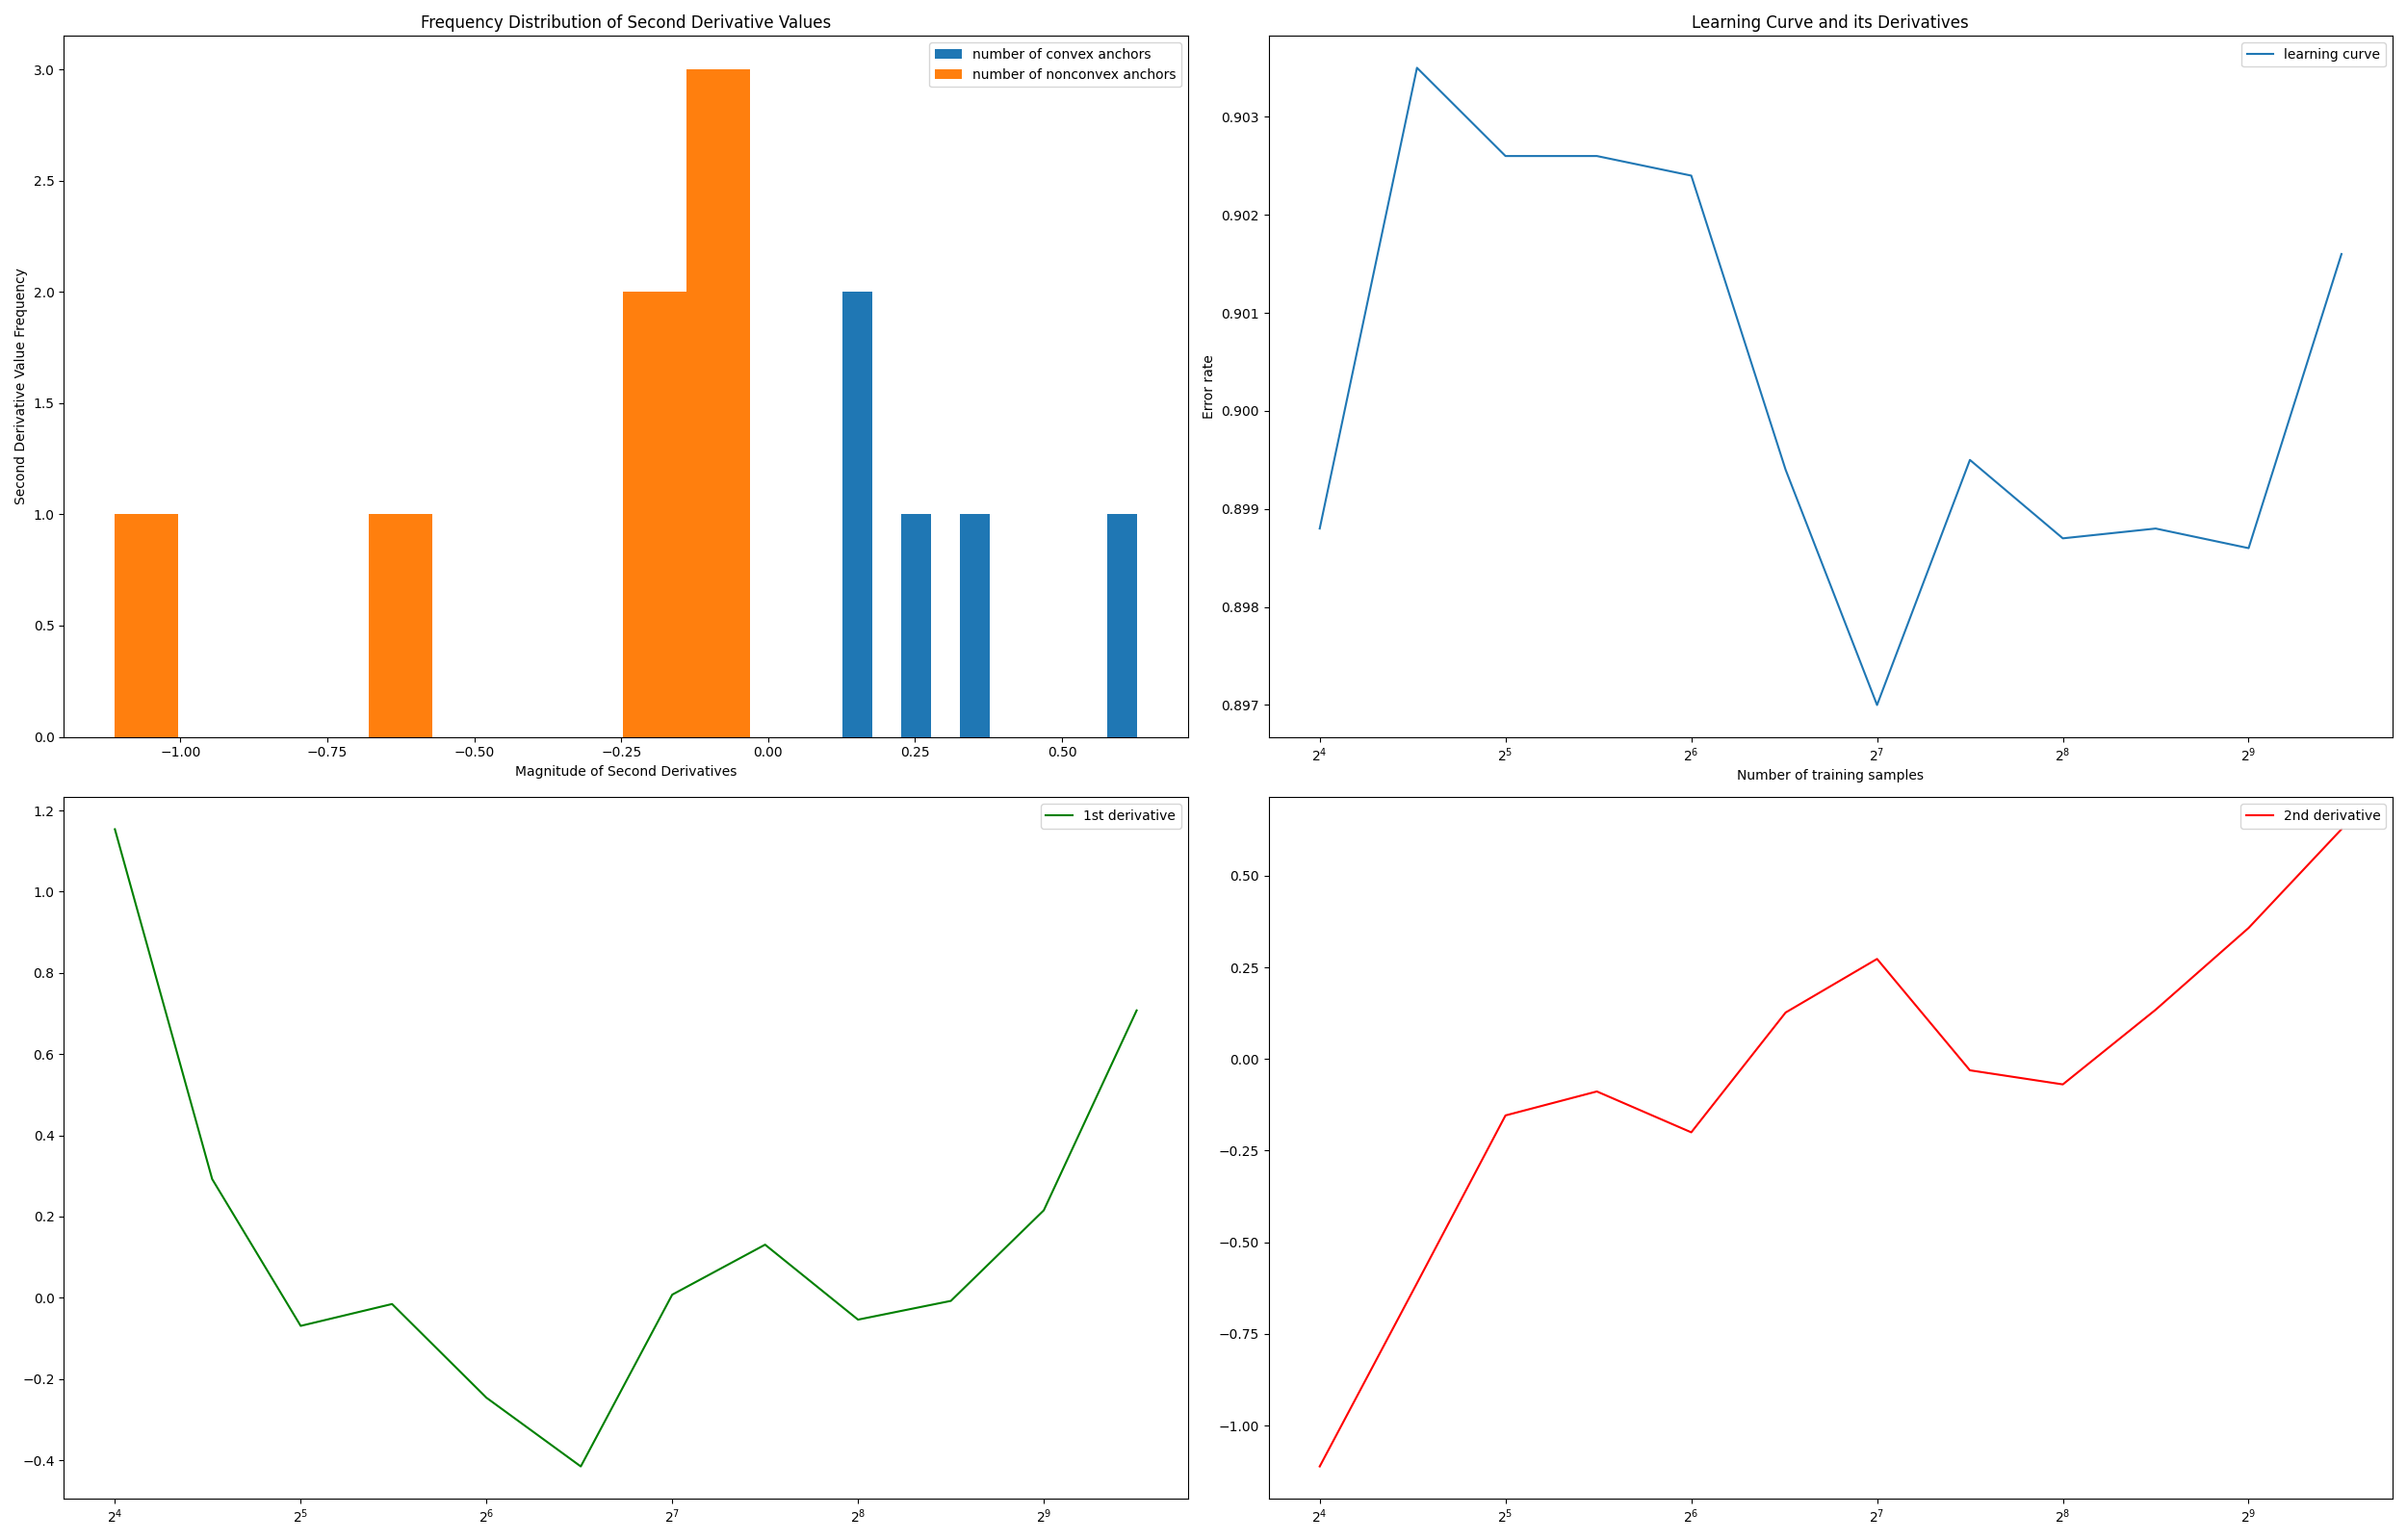 Frequency Distribution of Second Derivative Values
number of convex anchors
number of nonconvex anchors
3.0
2.5
2.0
1.5
1.0
0.5
0.0
Second Derivative Value Frequency
−1.00 −0.75 −0.50 −0.25 0.00 0.25 0.50
Magnitude of Second Derivatives
Learning Curve and its Derivatives
learning curve
0.903
0.902
0.901
0.900
0.899
0.898
0.897
Error rate
2⁴ 2⁵ 2⁶ 2⁷ 2⁸ 2⁹
Number of training samples
1st derivative
1.2
1.0
0.8
0.6
0.4
0.2
0.0
−0.2
−0.4
2⁴ 2⁵ 2⁶ 2⁷ 2⁸ 2⁹
2nd derivative
0.50
0.25
0.00
−0.25
−0.50
−0.75
−1.00
2⁴ 2⁵ 2⁶ 2⁷ 2⁸ 2⁹